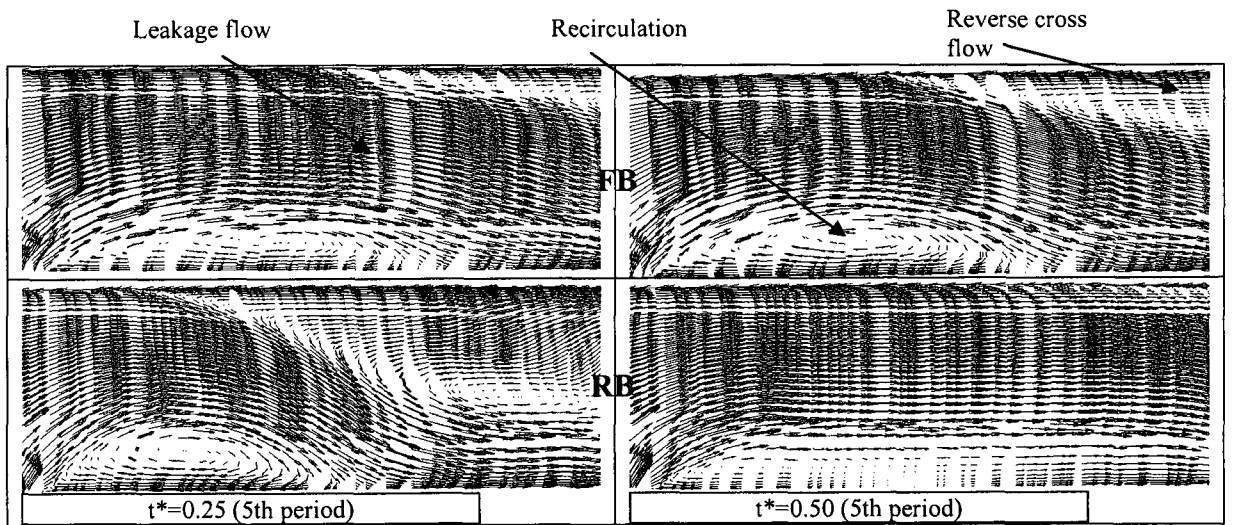 Leakage flow
Recirculation
Reverse cross
flow
FB
RB
t*=0.25 (5th period)
t*=0.50 (5th period)